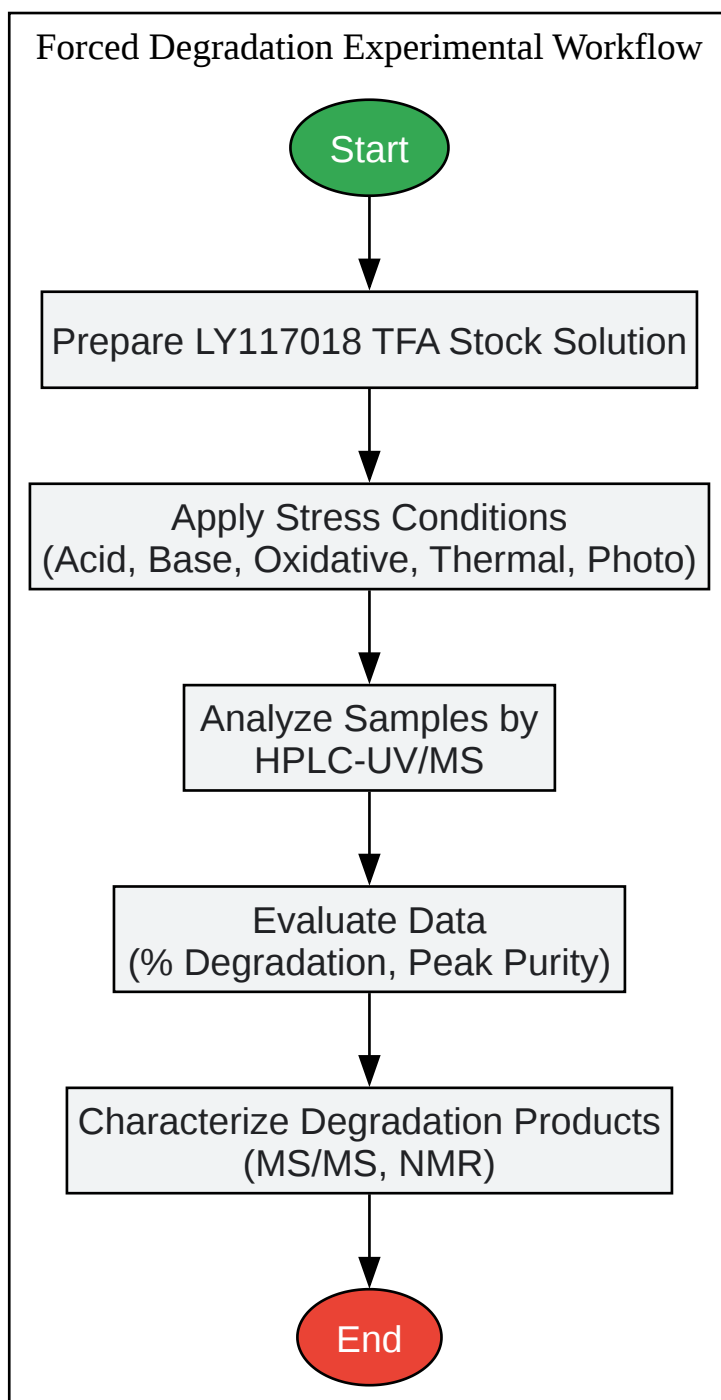 Forced Degradation Experimental Workflow
Start
Prepare LY117018 TFA Stock Solution
Apply Stress Conditions
(Acid, Base, Oxidative, Thermal, Photo)
Analyze Samples by
HPLC-UV/MS
Evaluate Data
(% Degradation, Peak Purity)
Characterize Degradation Products
(MS/MS, NMR)
End